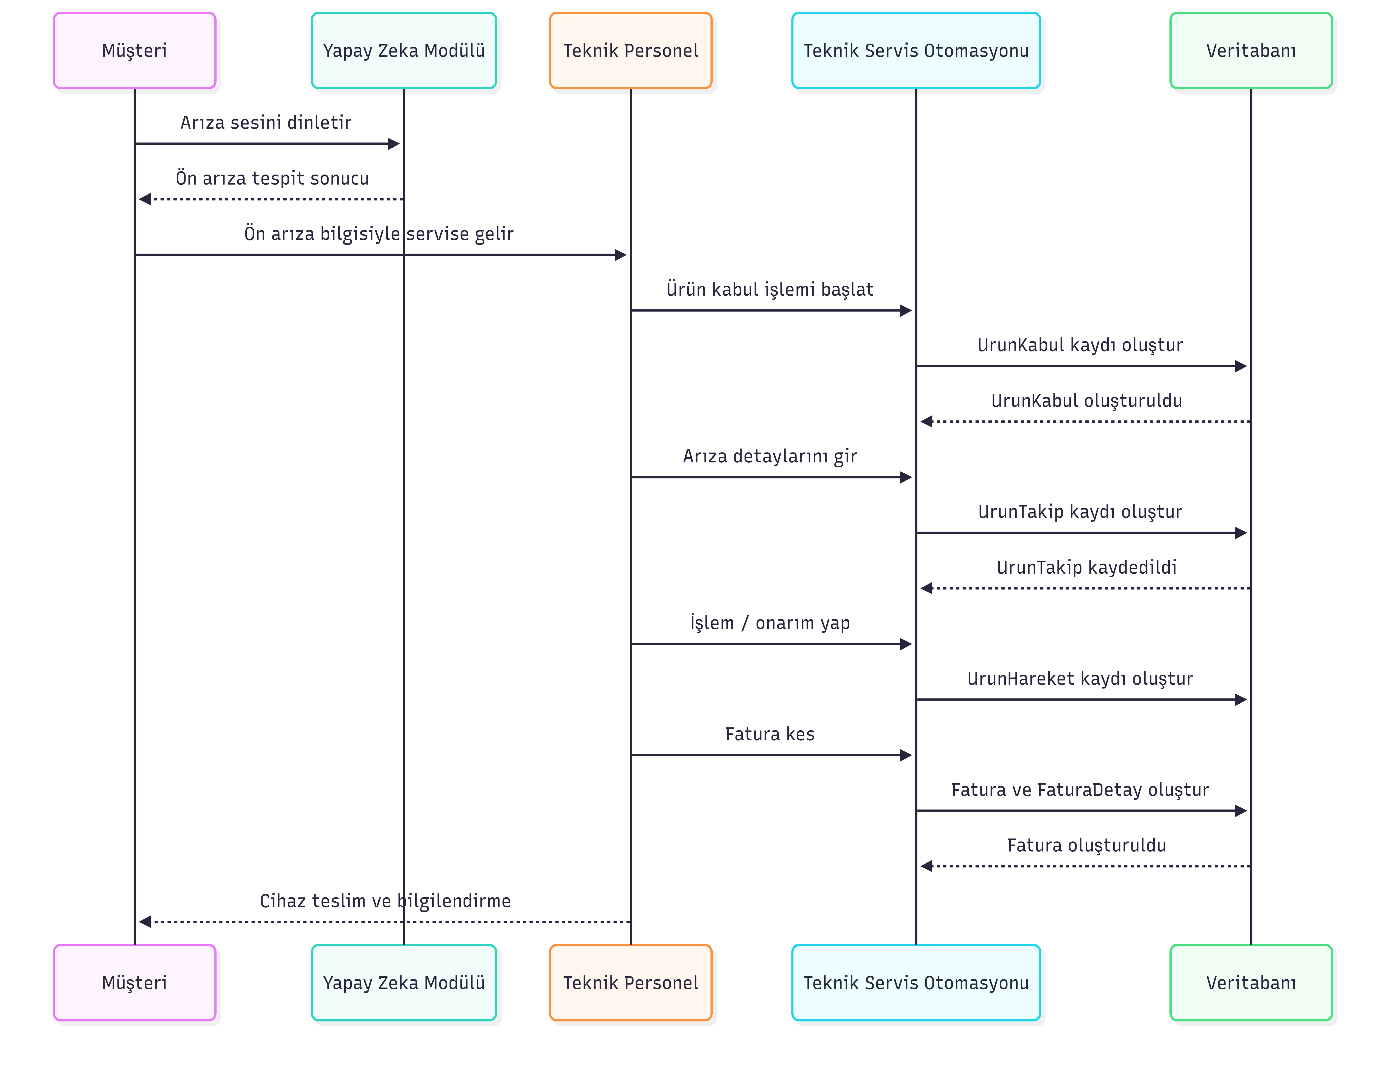 Müşteri
Yapay Zeka Modülü
Teknik Personel
Teknik Servis Otomasyonu
Veritabanı
Arıza sesini dinletir
Ön arıza tespit sonucu
Ön arıza bilgisiyle servise gelir
Ürün kabul işlemi başlat
UrunKabul kaydı oluştur
UrunKabul oluşturuldu
Arıza detaylarını gir
UrunTakip kaydı oluştur
UrunTakip kaydedildi
İşlem / onarım yap
UrunHareket kaydı oluştur
Fatura kes
Fatura ve FaturaDetay oluştur
Fatura oluşturuldu
Cihaz teslim ve bilgilendirme
Müşteri
Yapay Zeka Modülü
Teknik Personel
Teknik Servis Otomasyonu
Veritabanı